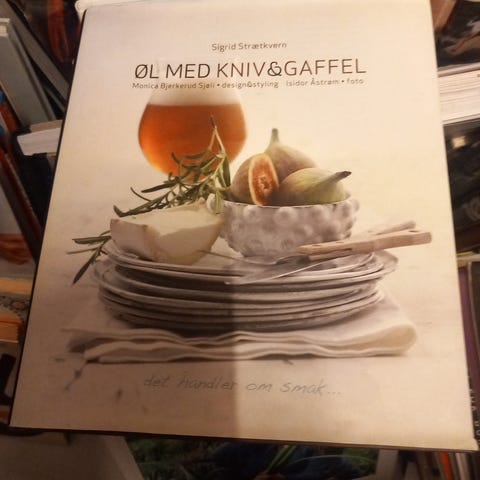 Sigrid Strætkvern
ØL MED KNIV&GAFFEL
Monica Bjerkerud Sjøli • design&styling Isidor Åstrøm • foto
det handler om smak...